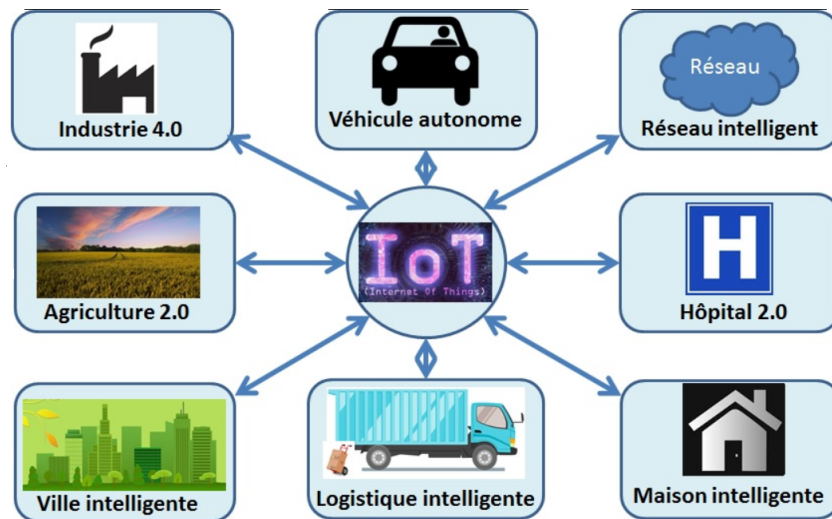 Industrie 4.0
Véhicule autonome
Réseau
Réseau intelligent
Agriculture 2.0
IoT
(Internet Of Things)
H
Hôpital 2.0
Ville intelligente
Logistique intelligente
Maison intelligente